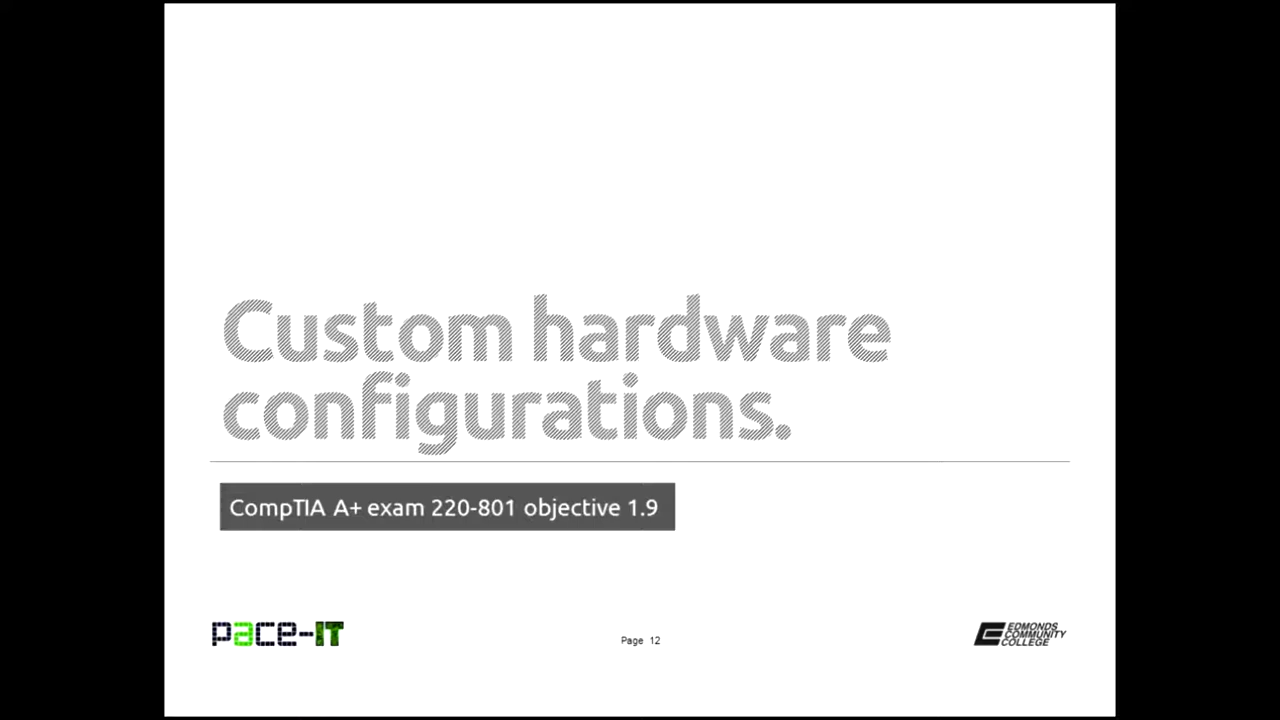 Custom hardware
configurations.
CompTIA A+ exam 220-801 objective 1.9
pace-IT
Page 12
EDMONDS
COMMUNITY
COLLEGE